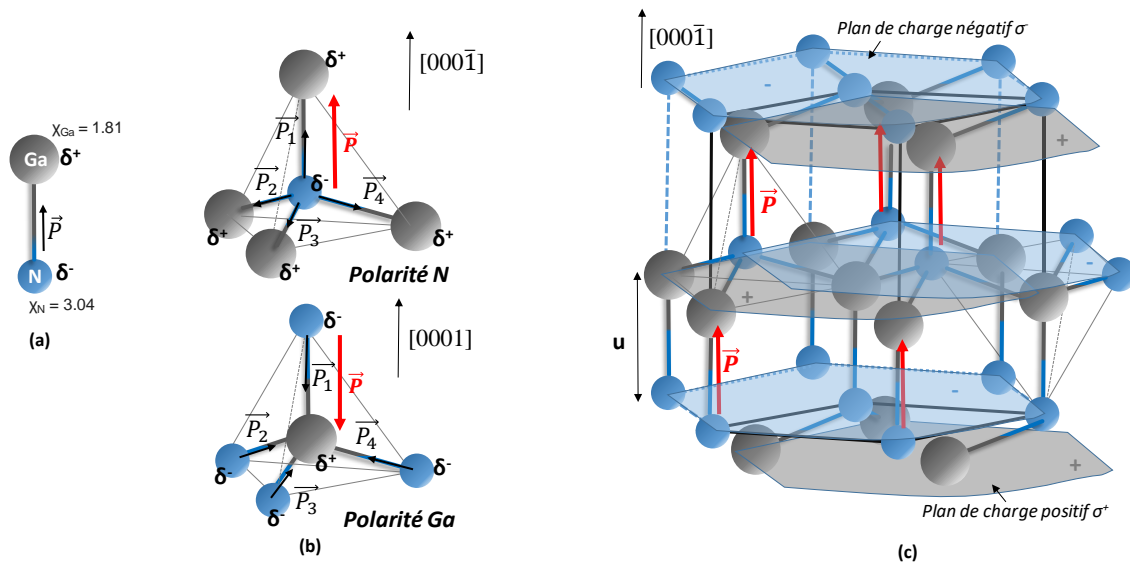 χGa = 1.81
Ga
δ+
P⃗
N
δ-
χN = 3.04
(a)
[0001̅]
δ+
P₁⃗
P⃗
δ-
P₂⃗
P₄⃗
P₃⃗
δ+
δ+
δ+
Polarité N
[0001]
δ-
P₁⃗
P⃗
P₂⃗
P₄⃗
δ-
δ+
δ-
P₃⃗
δ-
Polarité Ga
(b)
[0001̅]
Plan de charge négatif σ-
-
+
P⃗
-
+
u
P⃗
-
+
Plan de charge positif σ+
(c)